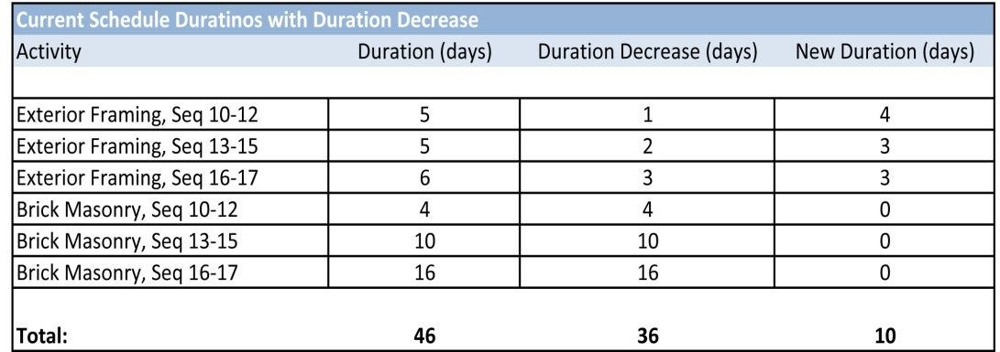 Current Schedule Duratinos with Duration Decrease
Activity Duration (days) Duration Decrease (days) New Duration (days)
Exterior Framing, Seq 10-12 5 1 4
Exterior Framing, Seq 13-15 5 2 3
Exterior Framing, Seq 16-17 6 3 3
Brick Masonry, Seq 10-12 4 4 0
Brick Masonry, Seq 13-15 10 10 0
Brick Masonry, Seq 16-17 16 16 0
Total: 46 36 10